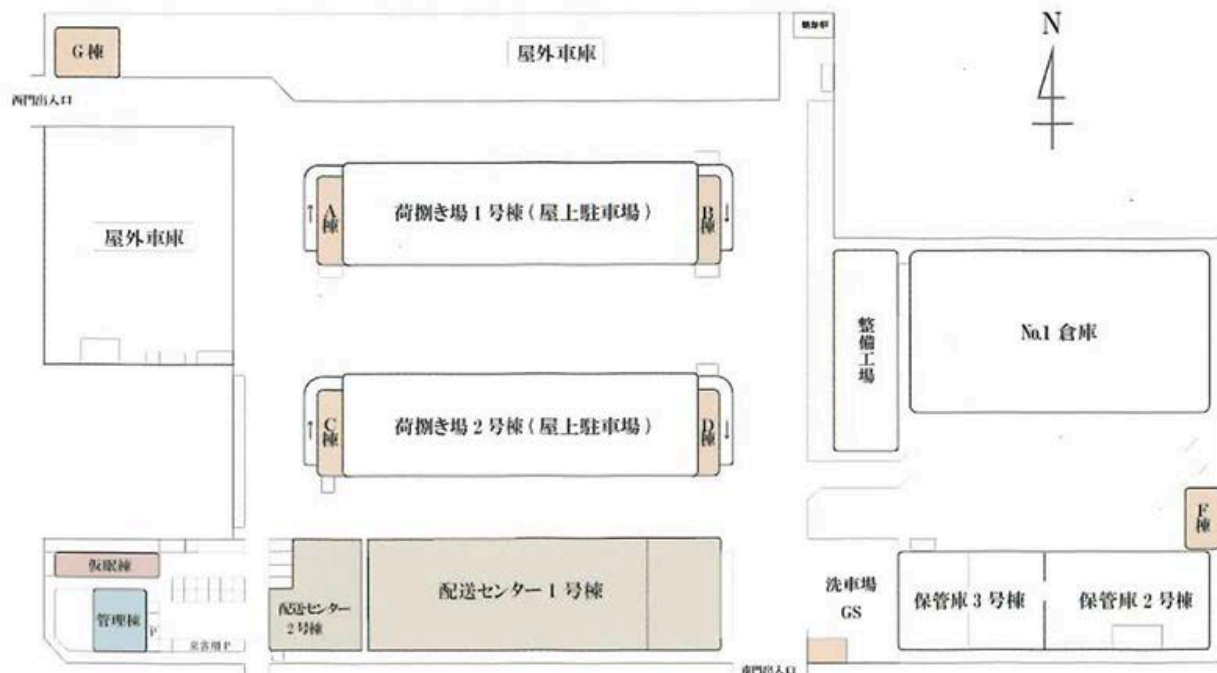 G棟
屋外車庫
N
西門出入口
A棟
荷捌き場1号棟(屋上駐車場)
B棟
屋外車庫
整備工場
No.1 倉庫
C棟
荷捌き場2号棟(屋上駐車場)
D棟
F棟
仮眠棟
配送センター1号棟
洗車場
GS
保管庫3号棟
保管庫2号棟
管理棟
P
配送センター
2号棟
来客用P